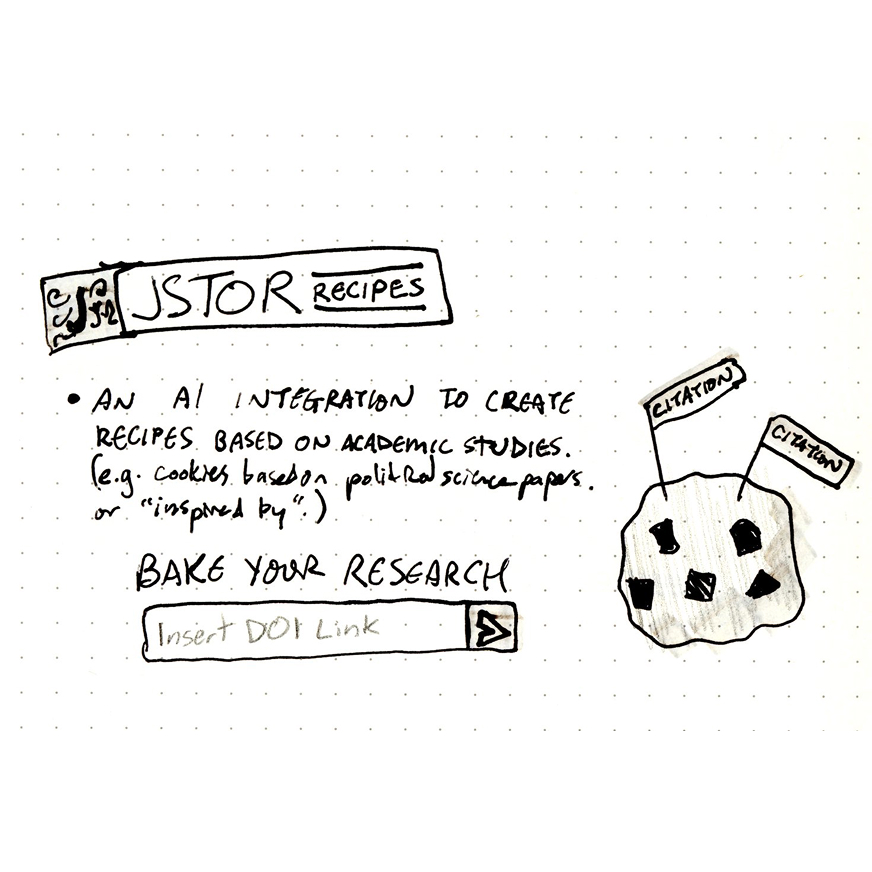 JSTOR RECIPES
• AN AI INTEGRATION TO CREATE
RECIPES BASED ON ACADEMIC STUDIES.
(e.g. cookies based on political science papers.
or "inspired by".)
BAKE YOUR RESEARCH
Insert DOI Link
CITATION
CITATION